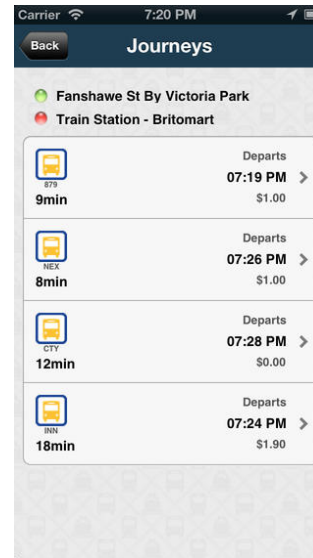 Carrier 7:20 PM
Back Journeys
Fanshawe St By Victoria Park
Train Station - Britomart
Departs
879 07:19 PM
9min $1.00
Departs
NEX 07:26 PM
8min $1.00
Departs
CTY 07:28 PM
12min $0.00
Departs
INN 07:24 PM
18min $1.90